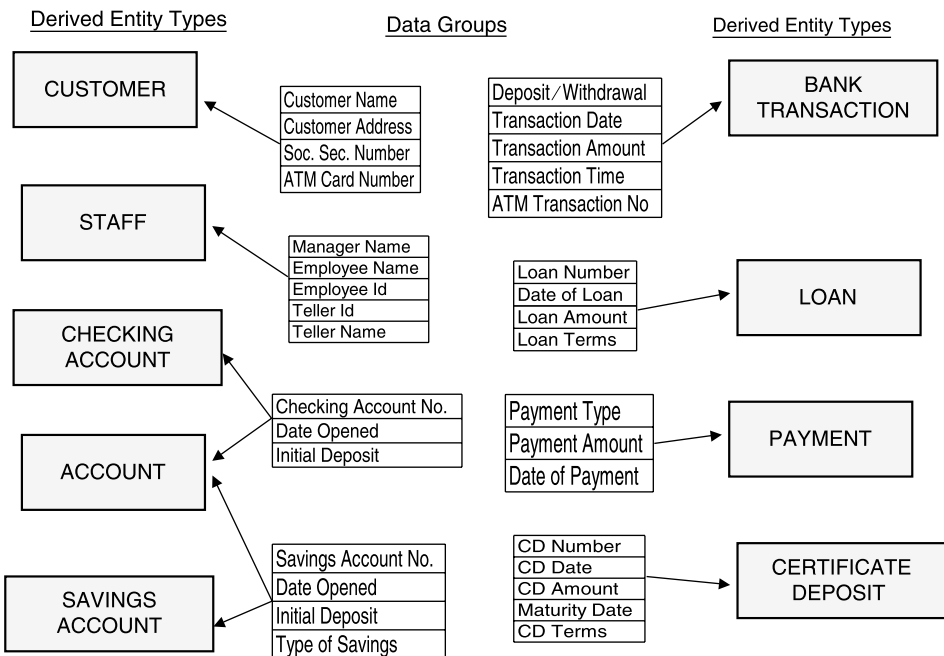 Derived Entity Types
Data Groups
Derived Entity Types
CUSTOMER
Customer Name
Customer Address
Soc. Sec. Number
ATM Card Number
STAFF
Manager Name
Employee Name
Employee Id
Teller Id
Teller Name
CHECKING
ACCOUNT
Checking Account No.
Date Opened
Initial Deposit
ACCOUNT
Savings Account No.
Date Opened
Initial Deposit
Type of Savings
SAVINGS
ACCOUNT
Deposit/Withdrawal
Transaction Date
Transaction Amount
Transaction Time
ATM Transaction No
BANK
TRANSACTION
Loan Number
Date of Loan
Loan Amount
Loan Terms
LOAN
Payment Type
Payment Amount
Date of Payment
PAYMENT
CD Number
CD Date
CD Amount
Maturity Date
CD Terms
CERTIFICATE
DEPOSIT